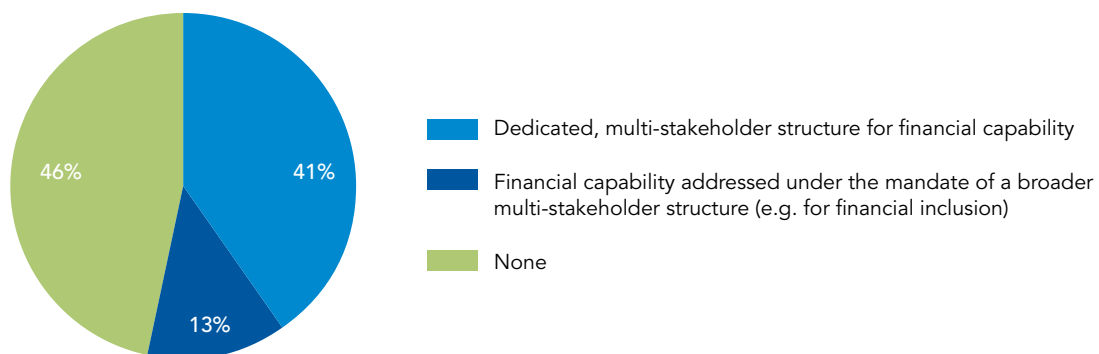 46%
41%
13%
Dedicated, multi-stakeholder structure for financial capability
Financial capability addressed under the mandate of a broader
multi-stakeholder structure (e.g. for financial inclusion)
None